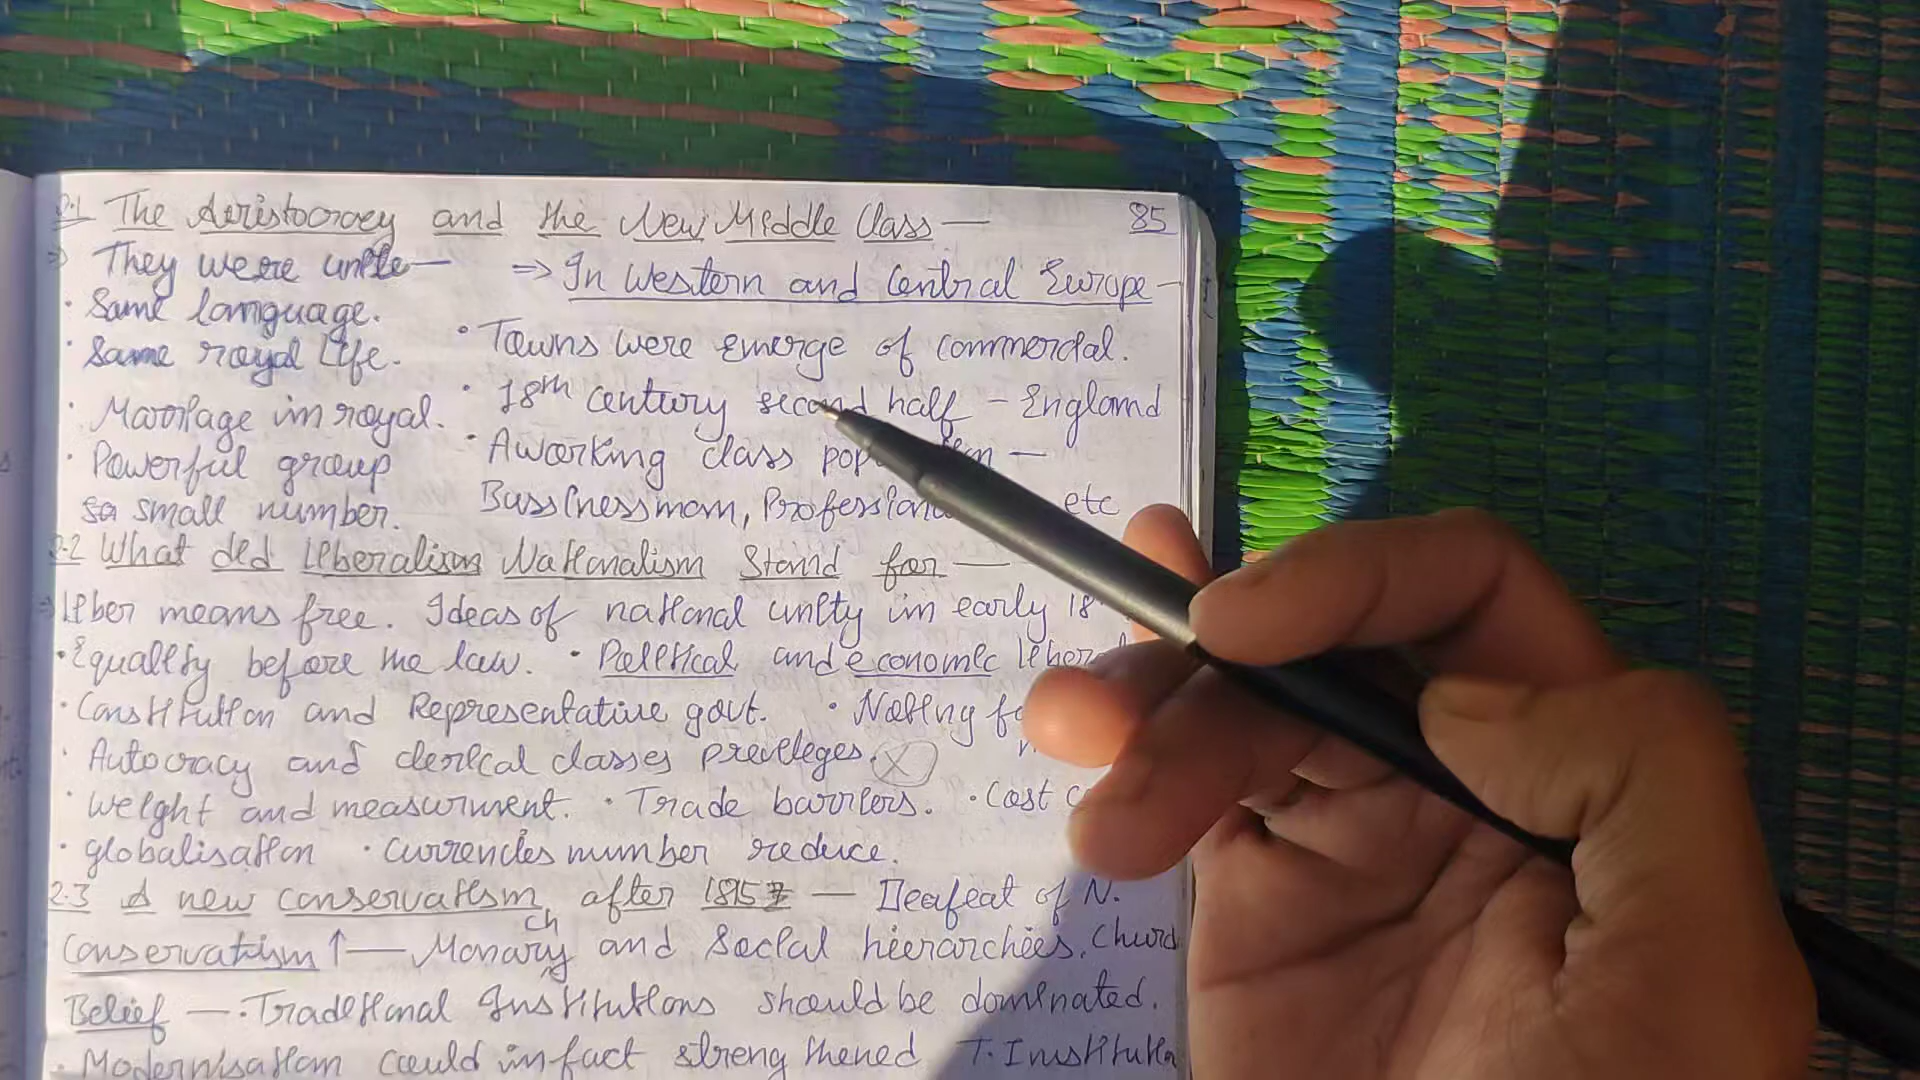 2.1 The Aristocracy and the New Middle Class —
85
⇒ They were unite —
• Same language.
• Same royal Life.
• Marriage in royal.
• Powerful group
so small number.
⇒ In Western and Central Europe —
• Towns were emerge of commercial.
• 18th century second half - England
• A working class —
Bussinessman, etc
2.2 What did liberalism Nationalism Stand for —
⇒ liber means free. Ideas of national unity in early 18
• Equality before the law. • Political and economic
• Constitution and Representative govt. •
• Autocracy and clerical classes previleges. X
• Weight and measurment. • Trade barriers. • Cost
• globalisation • Currencies number reduce.
2.3 A new conservatism after 1815 — Deafeat of N.
Conservatism ↑ — Monarchy and Social hierarchies. Church
Belief — • Traditional Institutions should be dominated.
• Modernisation could in fact strengthened T. Institution